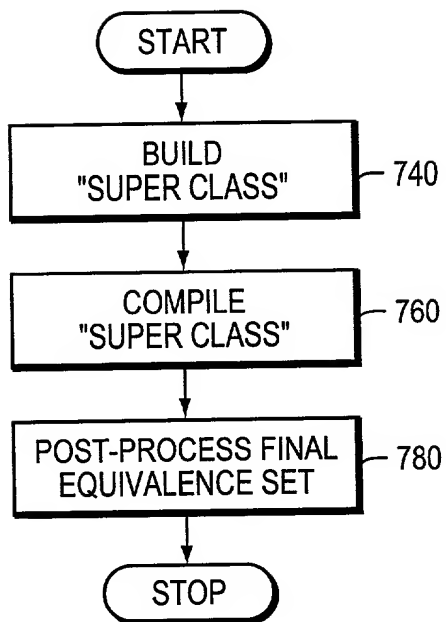 START
BUILD
"SUPER CLASS"
740
COMPILE
"SUPER CLASS"
760
POST-PROCESS FINAL
EQUIVALENCE SET
780
STOP